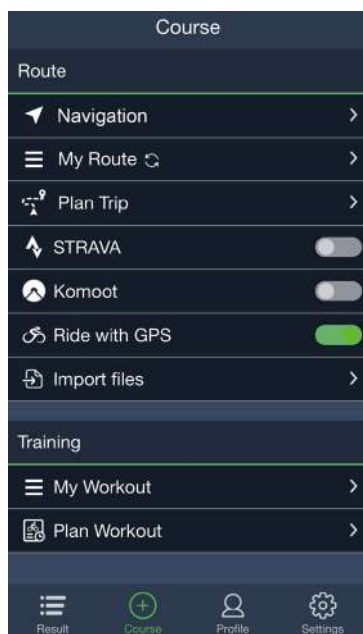 Course
Route
Navigation
My Route
Plan Trip
STRAVA
Komoot
Ride with GPS
Import files
Training
My Workout
Plan Workout
Result Course Profile Settings